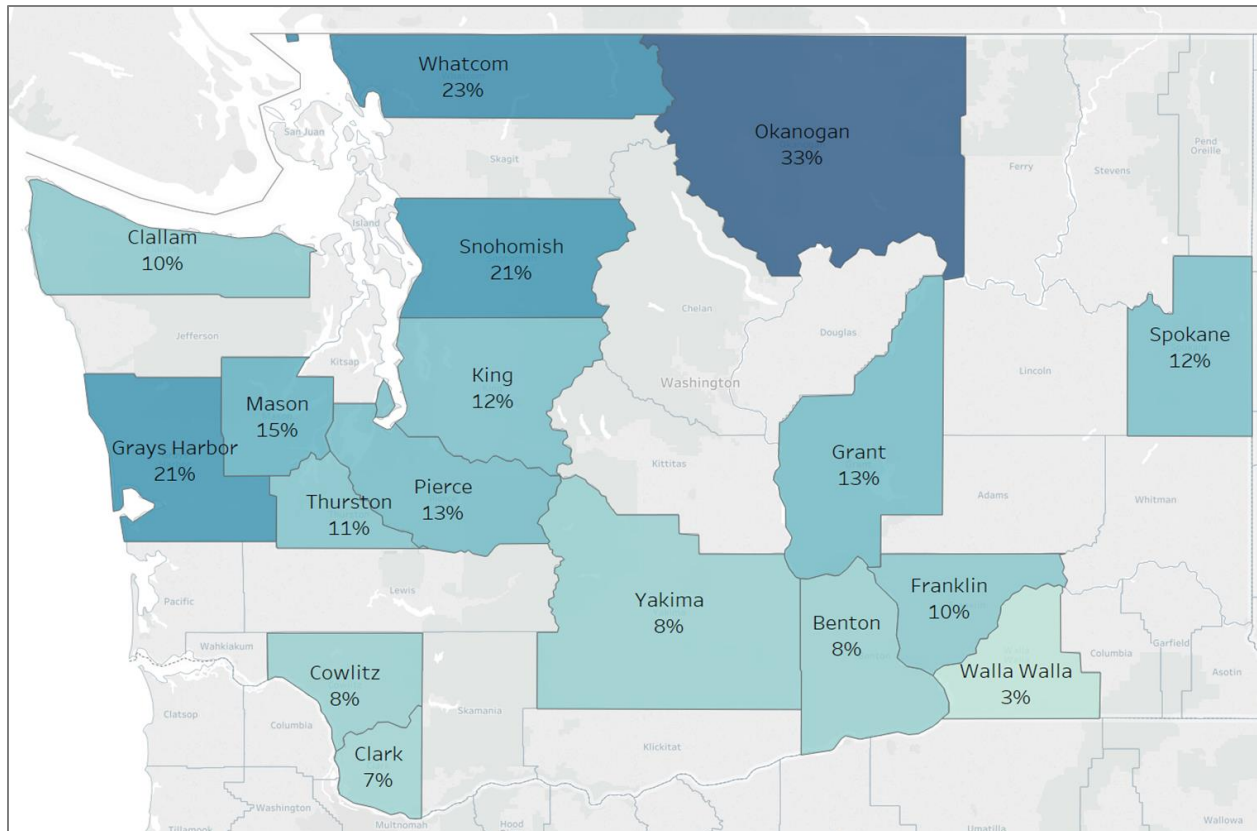 Whatcom
23%
Okanogan
33%
San Juan
Skagit
Ferry
Stevens
Pend
Oreille
Island
Clallam
10%
Snohomish
21%
Chelan
Douglas
Jefferson
Kitsap
Spokane
12%
King
12%
Washington
Lincoln
Mason
15%
Grays Harbor
21%
Kittitas
Grant
13%
Thurston
11%
Pierce
13%
Adams
Whitman
Pacific
Lewis
Yakima
8%
Benton
8%
Franklin
10%
Walla Walla
3%
Columbia
Garfield
Asotin
Wahkiakum
Cowlitz
8%
Skamania
Clatsop
Columbia
Clark
7%
Klickitat
Washington
Multnomah
Hood
Tillamook
Umatilla
Wallowa